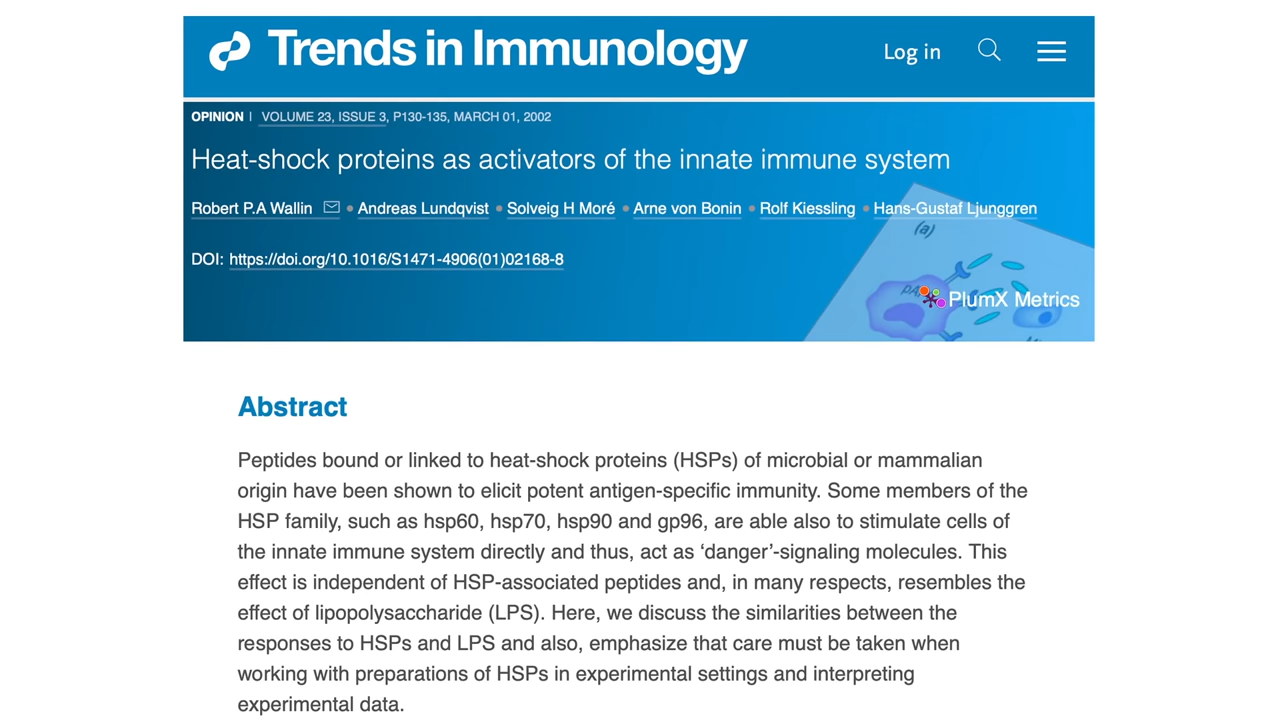 Trends in Immunology
Log in
OPINION | VOLUME 23, ISSUE 3, P130-135, MARCH 01, 2002
Heat-shock proteins as activators of the innate immune system
Robert P.A Wallin • Andreas Lundqvist • Solveig H Moré • Arne von Bonin • Rolf Kiessling • Hans-Gustaf Ljunggren
(a)
DOI: https://doi.org/10.1016/S1471-4906(01)02168-8
PlumX Metrics
Abstract
Peptides bound or linked to heat-shock proteins (HSPs) of microbial or mammalian
origin have been shown to elicit potent antigen-specific immunity. Some members of the
HSP family, such as hsp60, hsp70, hsp90 and gp96, are able also to stimulate cells of
the innate immune system directly and thus, act as ‘danger’-signaling molecules. This
effect is independent of HSP-associated peptides and, in many respects, resembles the
effect of lipopolysaccharide (LPS). Here, we discuss the similarities between the
responses to HSPs and LPS and also, emphasize that care must be taken when
working with preparations of HSPs in experimental settings and interpreting
experimental data.